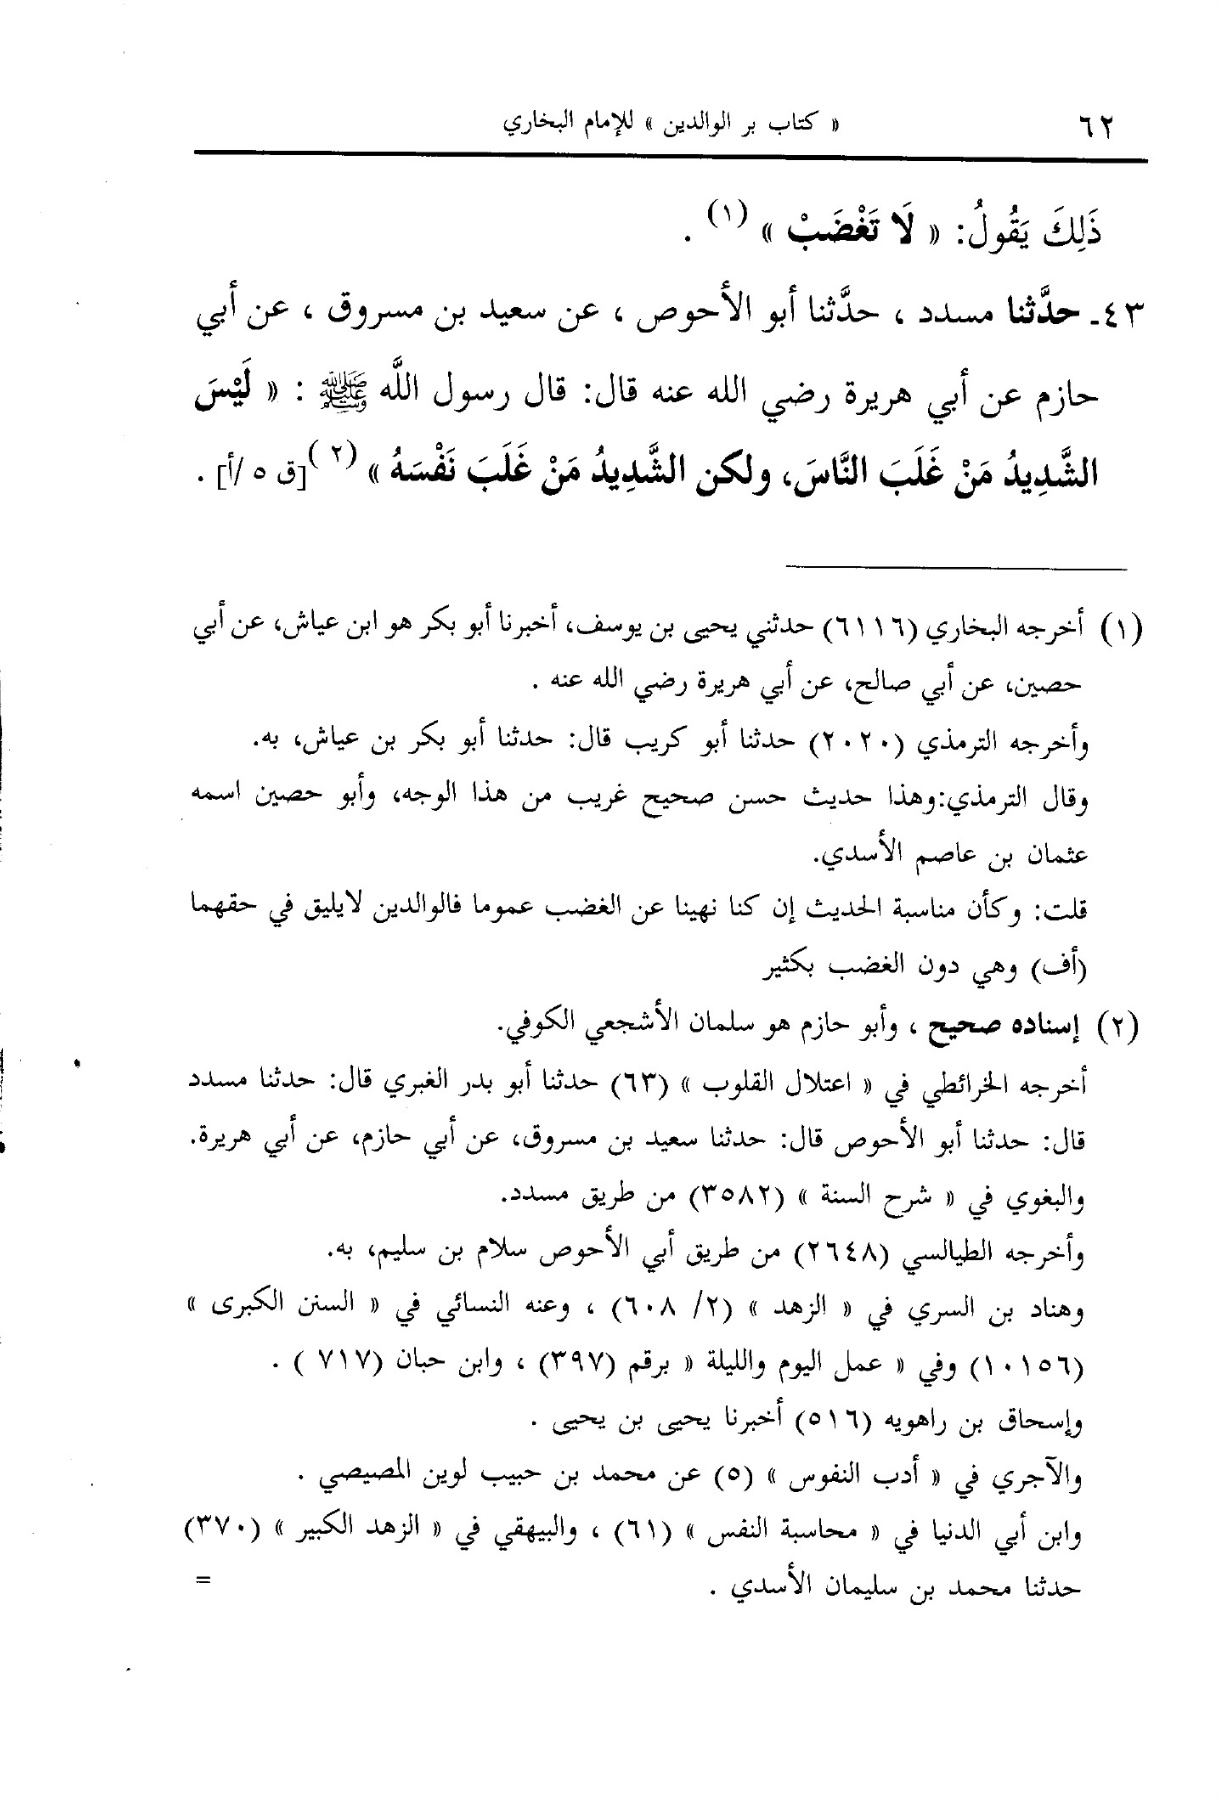 ٦٢ « كتاب بر الوالدين » للإمام البخاري
ذَلِكَ يَقُولُ: « لَا تَغْضَبْ » (١) .
٤٣ـ حدَّثنا مسدد ، حدَّثنا أبو الأحوص ، عن سعيد بن مسروق ، عن أبي
حازم عن أبي هريرة رضي الله عنه قال: قال رسول اللَّه ﷺ : « لَيْسَ
الشَّدِيدُ مَنْ غَلَبَ النَّاسَ، ولكن الشَّدِيدُ مَنْ غَلَبَ نَفْسَهُ » (٢)[ق ٥ /أ] .
(١) أخرجه البخاري (٦١١٦) حدثني يحيى بن يوسف، أخبرنا أبو بكر هو ابن عياش، عن أبي
حصين، عن أبي صالح، عن أبي هريرة رضي الله عنه .
وأخرجه الترمذي (٢٠٢٠) حدثنا أبو كريب قال: حدثنا أبو بكر بن عياش، به.
وقال الترمذي:وهذا حديث حسن صحيح غريب من هذا الوجه، وأبو حصين اسمه
عثمان بن عاصم الأسدي.
قلت: وكأن مناسبة الحديث إن كنا نهينا عن الغضب عموما فالوالدين لايليق في حقهما
(أف) وهي دون الغضب بكثير
(٢) إسناده صحيح ، وأبو حازم هو سلمان الأشجعي الكوفي.
أخرجه الخرائطي في « اعتلال القلوب » (٦٣) حدثنا أبو بدر الغبري قال: حدثنا مسدد
قال: حدثنا أبو الأحوص قال: حدثنا سعيد بن مسروق، عن أبي حازم، عن أبي هريرة.
والبغوي في « شرح السنة » (٣٥٨٢) من طريق مسدد.
وأخرجه الطيالسي (٢٦٤٨) من طريق أبي الأحوص سلام بن سليم، به.
وهناد بن السري في « الزهد » (٢/ ٦٠٨) ، وعنه النسائي في « السنن الكبرى »
(١٠١٥٦) وفي « عمل اليوم والليلة « برقم (٣٩٧) ، وابن حبان (٧١٧ ) .
وإسحاق بن راهويه (٥١٦) أخبرنا يحيى بن يحيى .
والآجري في « أدب النفوس » (٥) عن محمد بن حبيب لوين المصيصي .
وابن أبي الدنيا في « محاسبة النفس » (٦١) ، والبيهقي في « الزهد الكبير » (٣٧٠)
حدثنا محمد بن سليمان الأسدي . =